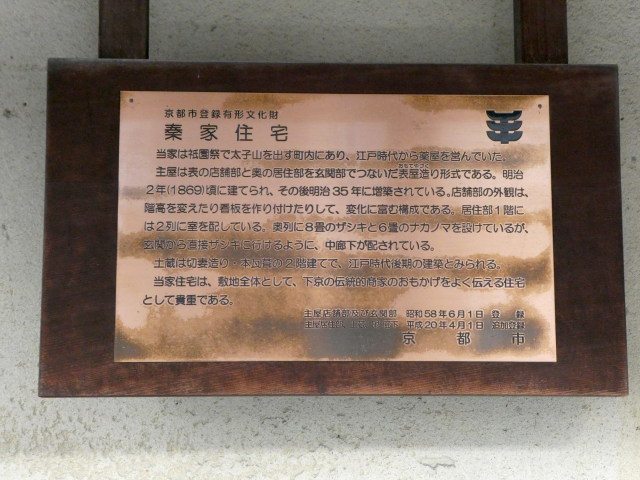 京都市登録有形文化財
秦家住宅
当家は祇園祭で太子山を出す町内にあり、江戸時代から薬屋を営んでいた。
主屋は表の店舗部と奥の居住部を玄関部でつないだ表屋造り形式である。明治
2年(1869)頃に建てられ、その後明治35年に増築されている。店舗部の外観は、
階高を変えたり看板を作り付けたりして、変化に富む構成である。居住部1階に
は2列に室を配している。奥列に8畳のザシキと6畳のナカノマを設けているが、
玄関から直接ザシキに行けるように、中廊下が配されている。
土蔵は切妻造り・本瓦葺の2階建てで、江戸時代後期の建築とみられる。
当家住宅は、敷地全体として、下京の伝統的商家のおもかげをよく伝える住宅
として貴重である。
主屋店舗部及び玄関部 昭和58年6月1日 登録
主屋居住部 平成20年4月1日 追加登録
京都市